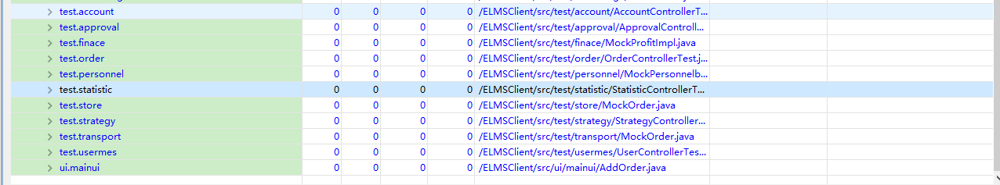 test.account 0 0 0 0 /ELMSClient/src/test/account/AccountControllerT...
test.approval 0 0 0 0 /ELMSClient/src/test/approval/ApprovalControll...
test.finace 0 0 0 0 /ELMSClient/src/test/finace/MockProfitImpl.java
test.order 0 0 0 0 /ELMSClient/src/test/order/OrderControllerTest.j...
test.personnel 0 0 0 0 /ELMSClient/src/test/personnel/MockPersonnelb...
test.statistic 0 0 0 0 /ELMSClient/src/test/statistic/StatisticControllerT...
test.store 0 0 0 0 /ELMSClient/src/test/store/MockOrder.java
test.strategy 0 0 0 0 /ELMSClient/src/test/strategy/StrategyController...
test.transport 0 0 0 0 /ELMSClient/src/test/transport/MockOrder.java
test.usermes 0 0 0 0 /ELMSClient/src/test/usermes/UserControllerTes...
ui.mainui 0 0 0 0 /ELMSClient/src/ui/mainui/AddOrder.java